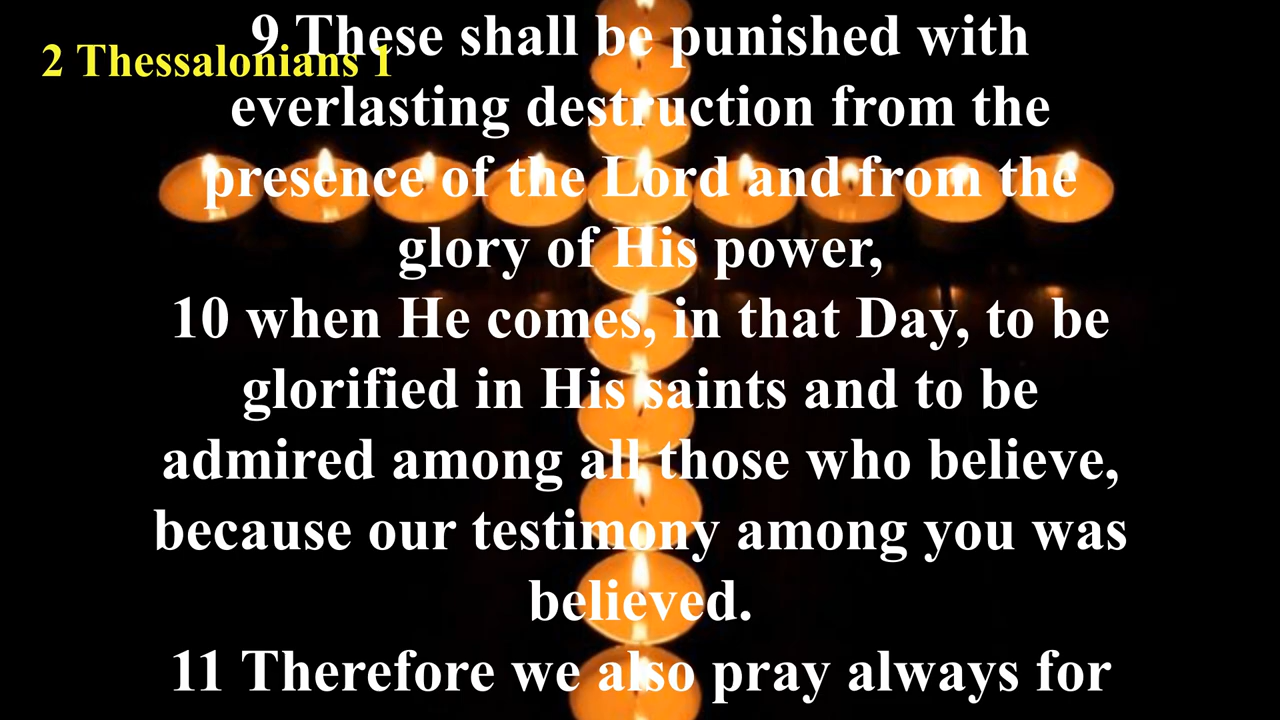 2 Thessalonians 1
9 These shall be punished with
everlasting destruction from the
presence of the Lord and from the
glory of His power,
10 when He comes, in that Day, to be
glorified in His saints and to be
admired among all those who believe,
because our testimony among you was
believed.
11 Therefore we also pray always for